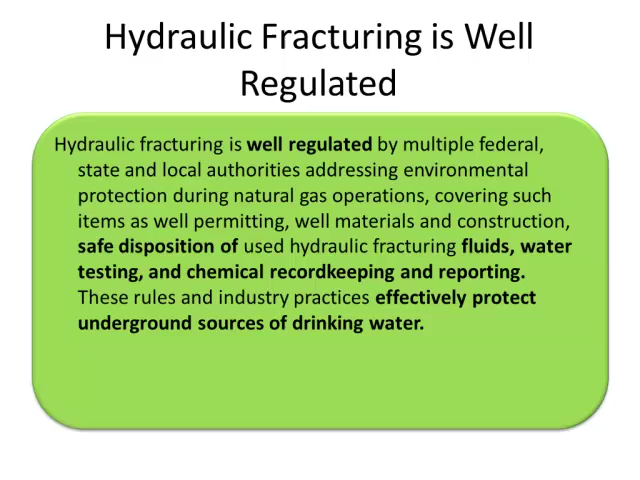 Hydraulic Fracturing is Well
Regulated
Hydraulic fracturing is well regulated by multiple federal,
state and local authorities addressing environmental
protection during natural gas operations, covering such
items as well permitting, well materials and construction,
safe disposition of used hydraulic fracturing fluids, water
testing, and chemical recordkeeping and reporting.
These rules and industry practices effectively protect
underground sources of drinking water.